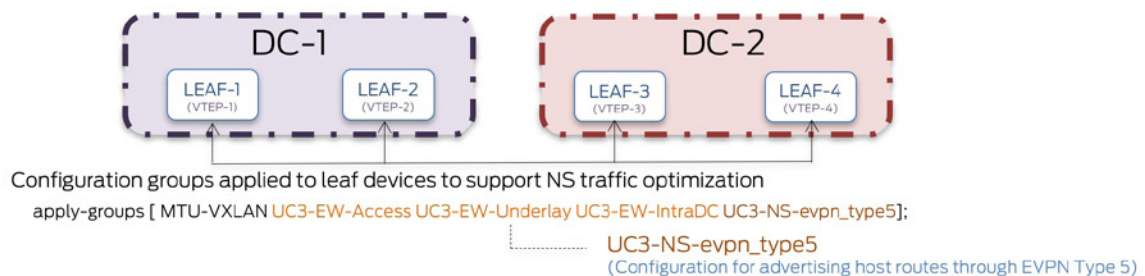 DC-1
DC-2
LEAF-1
(VTEP-1)
LEAF-2
(VTEP-2)
LEAF-3
(VTEP-3)
LEAF-4
(VTEP-4)
Configuration groups applied to leaf devices to support NS traffic optimization
apply-groups [ MTU-VXLAN UC3-EW-Access UC3-EW-Underlay UC3-EW-IntraDC UC3-NS-evpn_type5];
UC3-NS-evpn_type5
(Configuration for advertising host routes through EVPN Type 5)